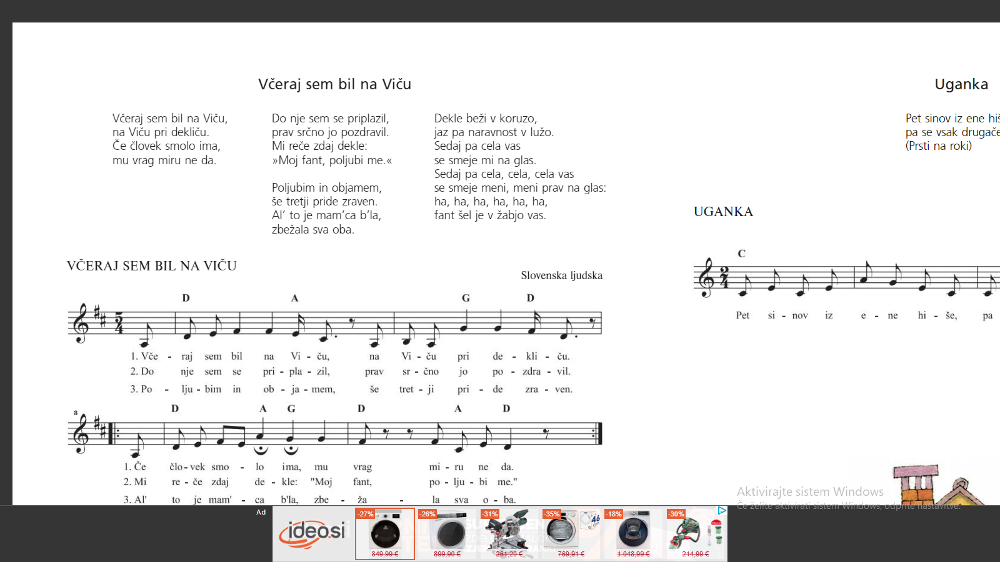 Včeraj sem bil na Viču
Včeraj sem bil na Viču,
na Viču pri dekliču.
Če človek smolo ima,
mu vrag miru ne da.
Do nje sem se priplazil,
prav srčno jo pozdravil.
Mi reče zdaj dekle:
»Moj fant, poljubi me.«
Poljubim in objamem,
še tretji pride zraven.
Al’ to je mam’ca b’la,
zbežala sva oba.
Dekle beži v koruzo,
jaz pa naravnost v lužo.
Sedaj pa cela vas
se smeje mi na glas.
Sedaj pa cela, cela, cela vas
se smeje meni, meni prav na glas:
ha, ha, ha, ha, ha, ha,
fant šel je v žabjo vas.
VČERAJ SEM BIL NA VIČU
Slovenska ljudska
D A G D
5
4
1. Vče - raj sem bil na Vi - ču, na Vi - ču pri de - kli - ču.
2. Do nje sem se pri - pla - zil, prav sr - čno jo po - zdra - vil.
3. Po - lju - bim in ob - ja - mem, še tret - ji pri - de zra - ven.
3
D A G D A D
1. Če člo - vek smo - lo ima, mu vrag mi - ru ne da.
2. Mi re - če zdaj de - kle: "Moj fant, po - lju - bi me."
3. Al' to je mam' - ca b'la, zbe - ža - la sva o - ba.
Uganka
Pet sinov iz ene hiš
pa se vsak drugače
(Prsti na roki)
UGANKA
C
2
4
Pet si - nov iz e - ne hi - še, pa
Aktivirajte sistem Windows
Če želite aktivirati sistem Windows, odprite nastavitve.
Ad
ideo.si
-27%
849,99 €
-26%
899,90 €
-31%
261,20 €
-35%
46
769,91 €
-18%
1.048,99 €
-30%
214,99 €